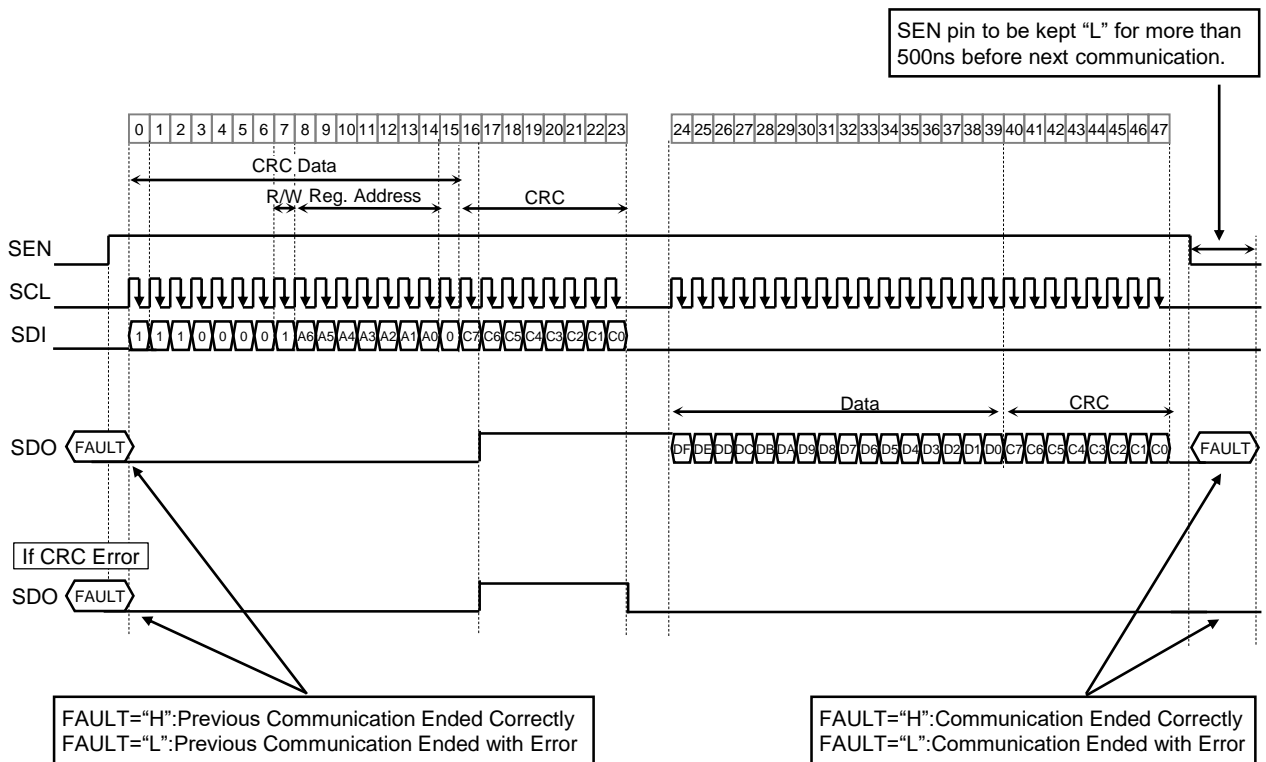 SEN pin to be kept “L” for more than
500ns before next communication.
0 1 2 3 4 5 6 7 8 9 10 11 12 13 14 15 16 17 18 19 20 21 22 23 24 25 26 27 28 29 30 31 32 33 34 35 36 37 38 39 40 41 42 43 44 45 46 47
CRC Data
R/W Reg. Address CRC
SEN
SCL
SDI 1 1 1 0 0 0 0 1 A6 A5 A4 A3 A2 A1 A0 0 C7 C6 C5 C4 C3 C2 C1 C0
Data CRC
SDO FAULT DF DE DD DC DB DA D9 D8 D7 D6 D5 D4 D3 D2 D1 D0 C7 C6 C5 C4 C3 C2 C1 C0 FAULT
If CRC Error
SDO FAULT
FAULT=“H”:Previous Communication Ended Correctly
FAULT=“L”:Previous Communication Ended with Error
FAULT=“H”:Communication Ended Correctly
FAULT=“L”:Communication Ended with Error